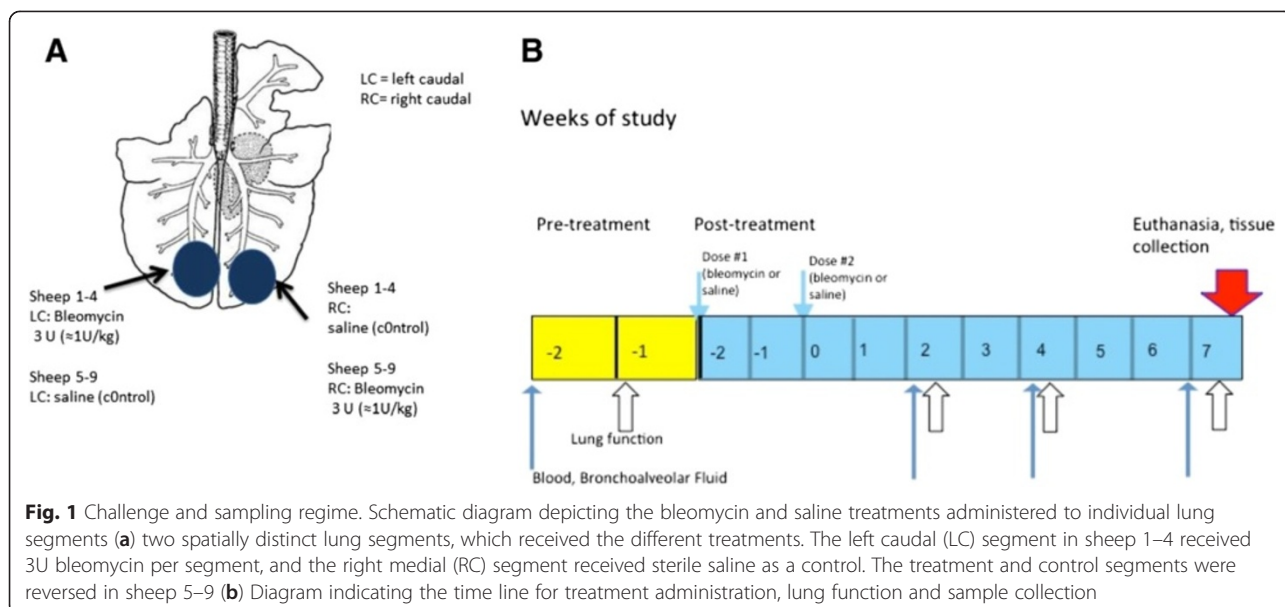 A
LC = left caudal
RC= right caudal
Sheep 1-4
LC: Bleomycin
3 U (≈1U/kg)
Sheep 5-9
LC: saline (c0ntrol)
Sheep 1-4
RC:
saline (c0ntrol)
Sheep 5-9
RC: Bleomycin
3 U (≈1U/kg)
B
Weeks of study
Pre-treatment
Post-treatment
Euthanasia, tissue
collection
Dose #1
(bleomycin or
saline)
Dose #2
(bleomycin or
saline)
-2 -1 -2 -1 0 1 2 3 4 5 6 7
Lung function
Blood, Bronchoalveolar Fluid
Fig. 1 Challenge and sampling regime. Schematic diagram depicting the bleomycin and saline treatments administered to individual lung
segments (a) two spatially distinct lung segments, which received the different treatments. The left caudal (LC) segment in sheep 1–4 received
3U bleomycin per segment, and the right medial (RC) segment received sterile saline as a control. The treatment and control segments were
reversed in sheep 5–9 (b) Diagram indicating the time line for treatment administration, lung function and sample collection